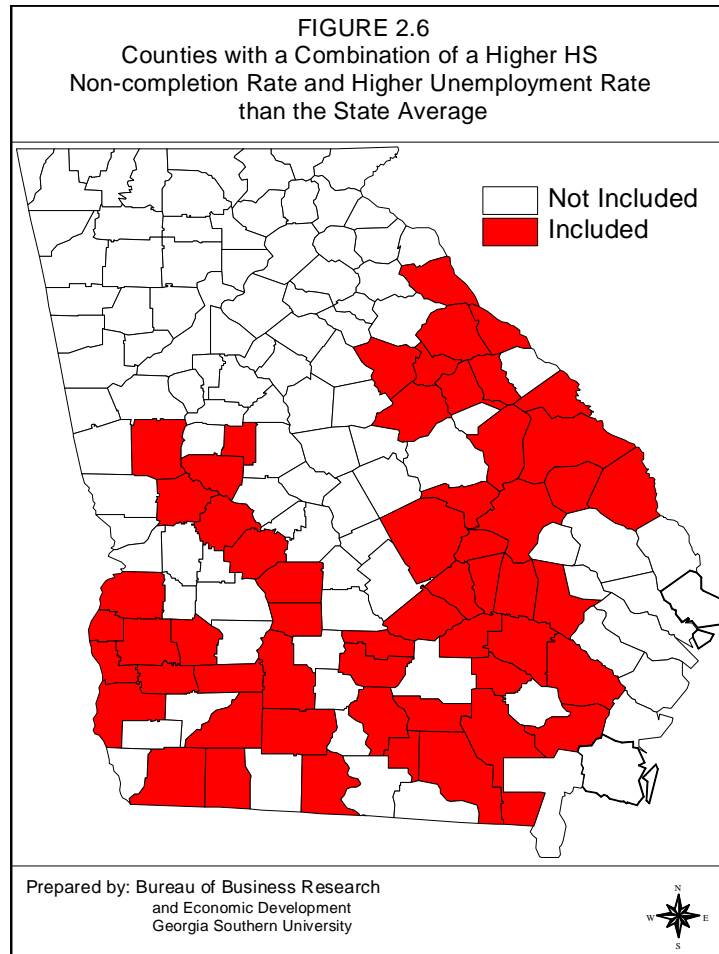 FIGURE 2.6
Counties with a Combination of a Higher HS
Non-completion Rate and Higher Unemployment Rate
than the State Average
Not Included
Included
Prepared by: Bureau of Business Research
and Economic Development
Georgia Southern University
N
W E
S